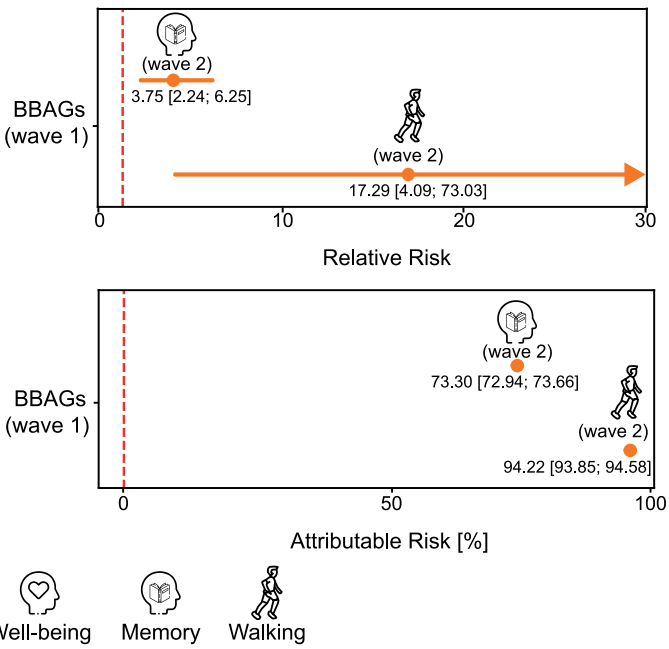 (wave 2)
3.75 [2.24; 6.25]
BBAGs
(wave 1)
(wave 2)
17.29 [4.09; 73.03]
0 10 20 30
Relative Risk
(wave 2)
73.30 [72.94; 73.66]
BBAGs
(wave 1)
(wave 2)
94.22 [93.85; 94.58]
0 50 100
Attributable Risk [%]
Well-being Memory Walking